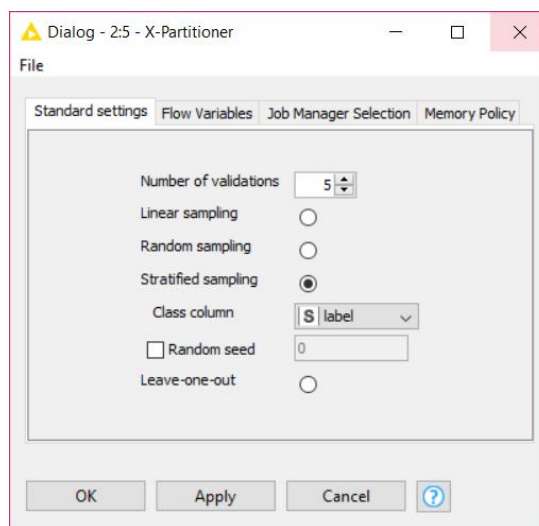 Dialog - 2:5 - X-Partitioner
File
Standard settings Flow Variables Job Manager Selection Memory Policy
Number of validations 5
Linear sampling
Random sampling
Stratified sampling
Class column S label
Random seed 0
Leave-one-out
OK Apply Cancel ?